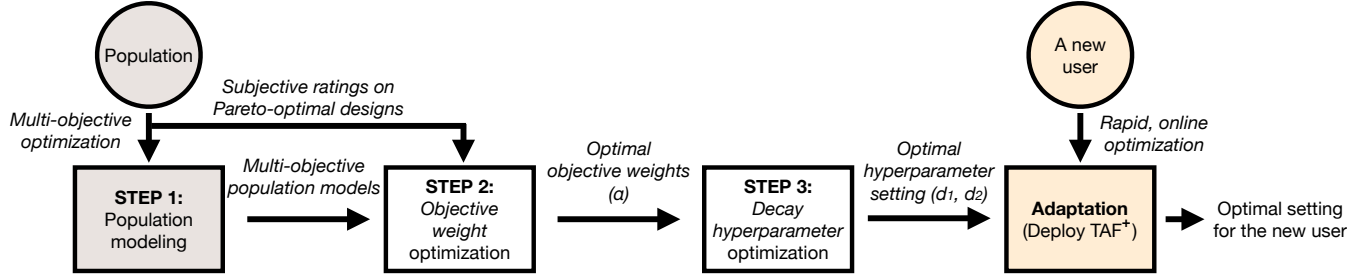 Population
Subjective ratings on
Pareto-optimal designs
Multi-objective
optimization
STEP 1:
Population
modeling
Multi-objective
population models
STEP 2:
Objective
weight
optimization
Optimal
objective weights
(α)
STEP 3:
Decay
hyperparameter
optimization
Optimal
hyperparameter
setting (d1, d2)
A new
user
Rapid, online
optimization
Adaptation
(Deploy TAF+)
Optimal setting
for the new user